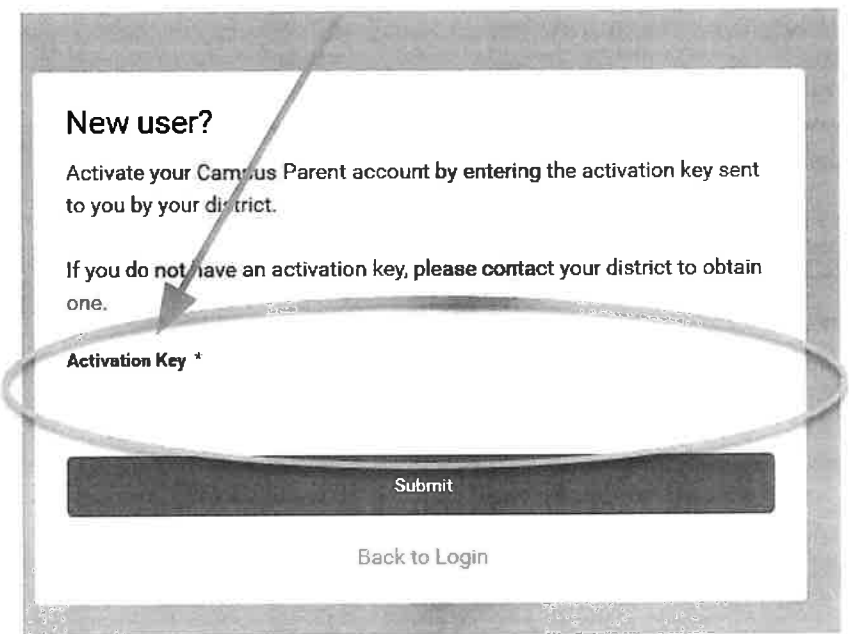 New user?
Activate your Campus Parent account by entering the activation key sent
to you by your district.
If you do not have an activation key, please contact your district to obtain
one.
Activation Key *
Submit
Back to Login